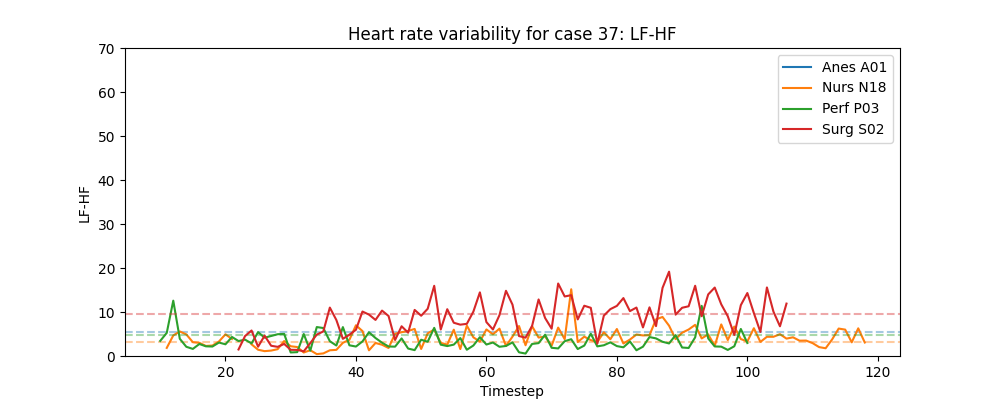 Heart rate variability for case 37: LF-HF
70
60
50
40
30
20
10
0
LF-HF
Anes A01
Nurs N18
Perf P03
Surg S02
20
40
60
80
100
120
Timestep